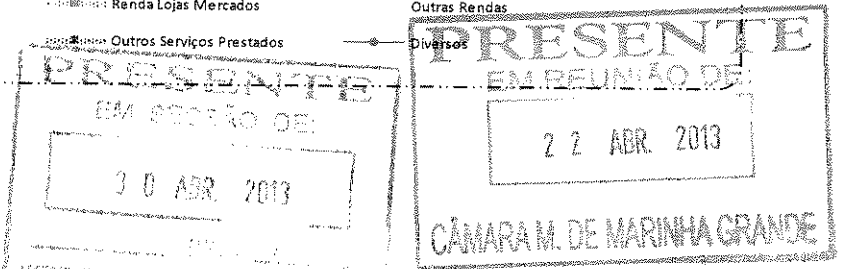 Renda Lojas Mercados
Outras Rendas
Outros Serviços Prestados
Diversos
PRESENTE
EM SESSÃO DE:
30 ABR. 2013
PRESENTE
EM REUNIÃO DE:
22 ABR. 2013
CÂMARA M. DE MARINHA GRANDE